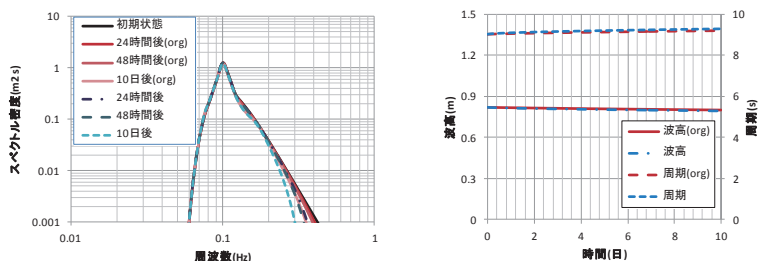 10
1
0.1
0.01
0.001
0.01
0.1
1
スペクトル密度(m2 s)
周波数(Hz)
初期状態
24時間後(org)
48時間後(org)
10日後(org)
24時間後
48時間後
10日後
1.5
1.2
0.9
0.6
0.3
0
波高(m)
10
8
6
4
2
0
周期(s)
0
2
4
6
8
10
時間(日)
波高(org)
波高
周期(org)
周期